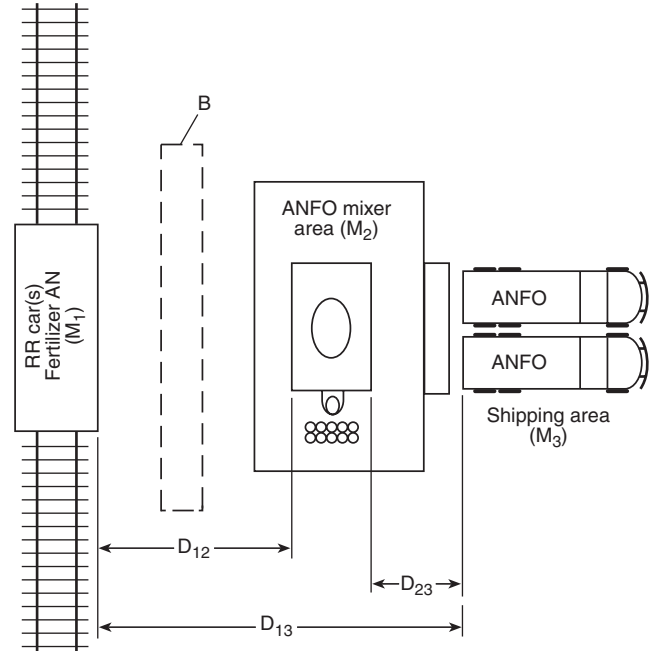 B
ANFO mixer
area (M₂)
RR car(s)
Fertilizer AN
(M₁)
ANFO
ANFO
Shipping area
(M₃)
D₁₂
D₂₃
D₁₃